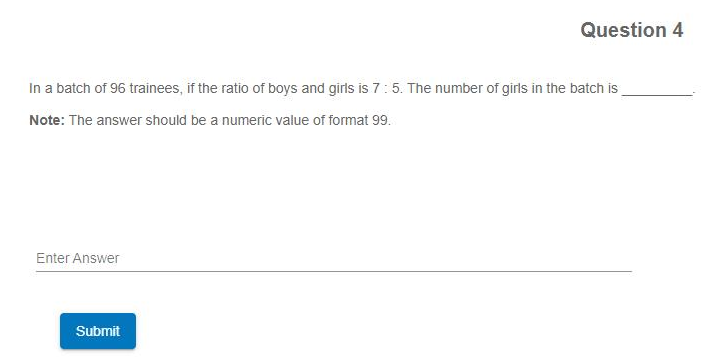 Question 4
In a batch of 96 trainees, if the ratio of boys and girls is 7 : 5. The number of girls in the batch is _________.
Note: The answer should be a numeric value of format 99.
Enter Answer
Submit